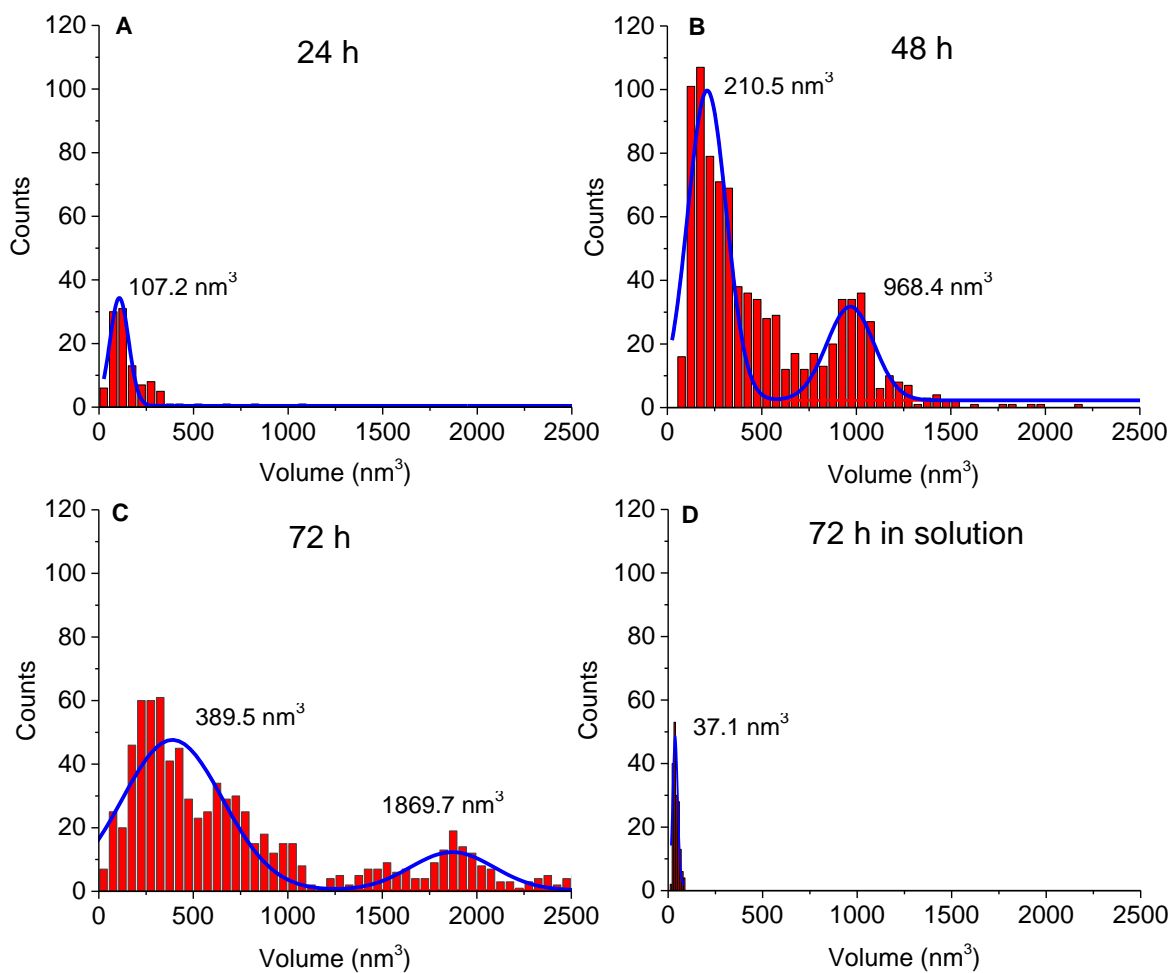 A
24 h
120
100
80
60
40
20
0
Counts
107.2 nm³
0 500 1000 1500 2000 2500
Volume (nm³)
B
48 h
120
100
80
60
40
20
0
Counts
210.5 nm³
968.4 nm³
0 500 1000 1500 2000 2500
Volume (nm³)
C
72 h
120
100
80
60
40
20
0
Counts
389.5 nm³
1869.7 nm³
0 500 1000 1500 2000 2500
Volume (nm³)
D
72 h in solution
120
100
80
60
40
20
0
Counts
37.1 nm³
0 500 1000 1500 2000 2500
Volume (nm³)